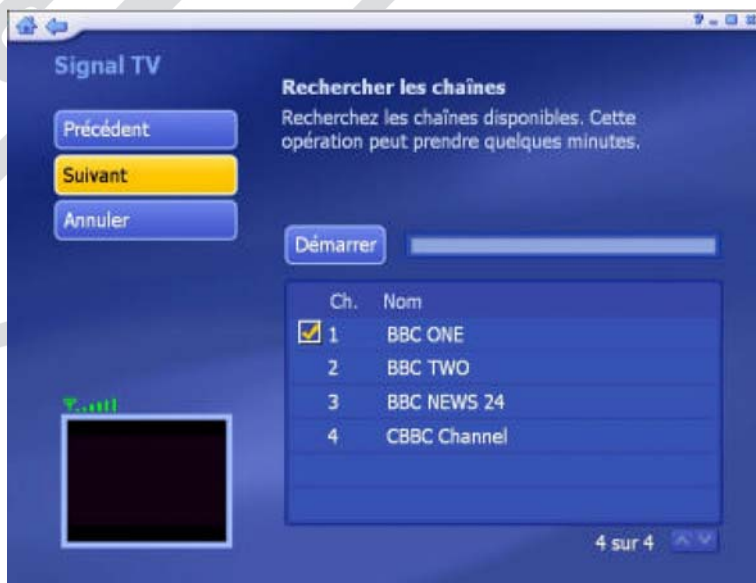 Signal TV
Précédent
Suivant
Annuler
Rechercher les chaînes
Recherchez les chaînes disponibles. Cette
opération peut prendre quelques minutes.
Démarrer
Ch. Nom
1 BBC ONE
2 BBC TWO
3 BBC NEWS 24
4 CBBC Channel
4 sur 4